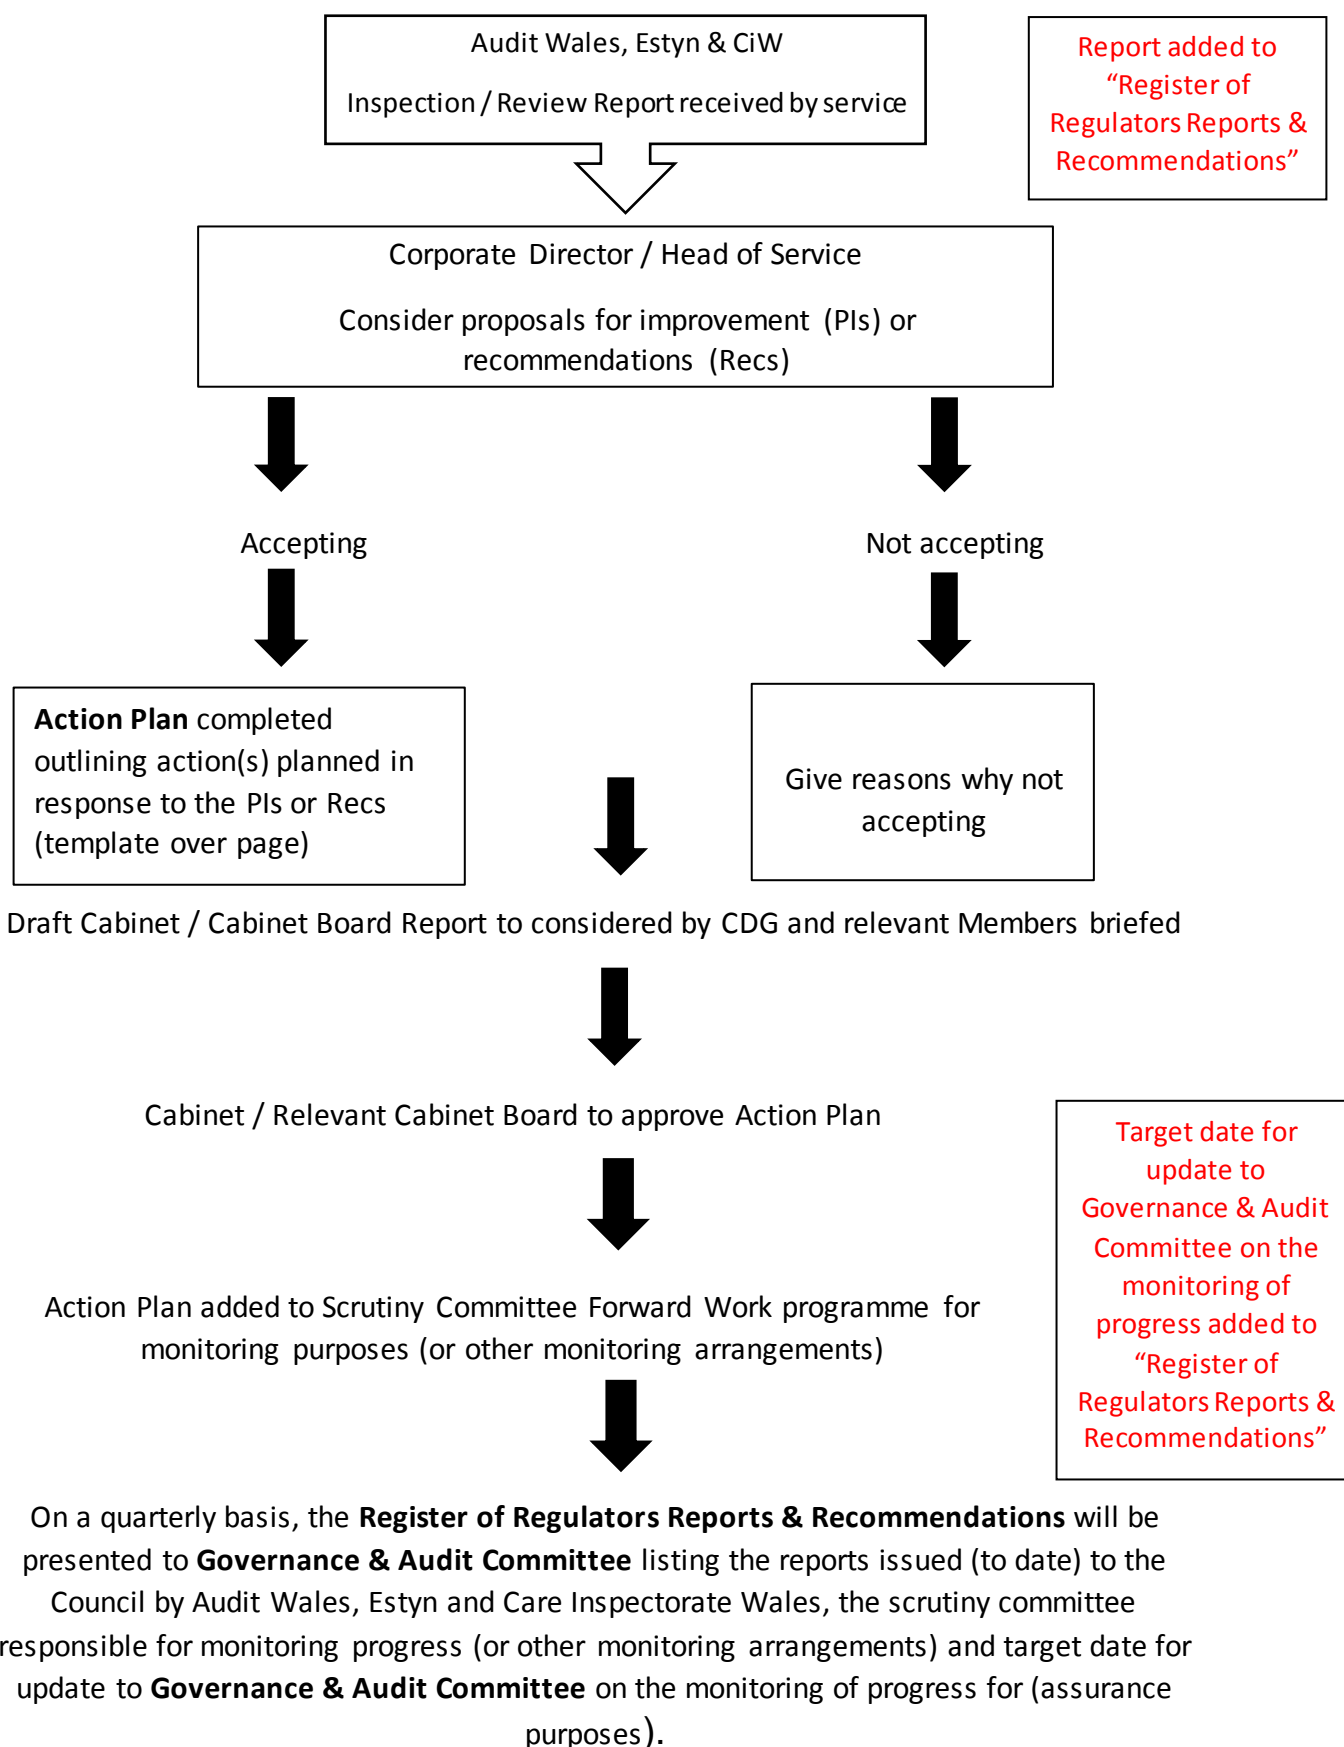 Audit Wales, Estyn & CiW
Inspection / Review Report received by service
Report added to
“Register of
Regulators Reports &
Recommendations”
Corporate Director / Head of Service
Consider proposals for improvement (PIs) or
recommendations (Recs)
Accepting
Not accepting
Action Plan completed
outlining action(s) planned in
response to the PIs or Recs
(template over page)
Give reasons why not
accepting
Draft Cabinet / Cabinet Board Report to considered by CDG and relevant Members briefed
Cabinet / Relevant Cabinet Board to approve Action Plan
Target date for
update to
Governance & Audit
Committee on the
monitoring of
progress added to
“Register of
Regulators Reports &
Recommendations”
Action Plan added to Scrutiny Committee Forward Work programme for
monitoring purposes (or other monitoring arrangements)
On a quarterly basis, the Register of Regulators Reports & Recommendations will be
presented to Governance & Audit Committee listing the reports issued (to date) to the
Council by Audit Wales, Estyn and Care Inspectorate Wales, the scrutiny committee
responsible for monitoring progress (or other monitoring arrangements) and target date for
update to Governance & Audit Committee on the monitoring of progress for (assurance
purposes).